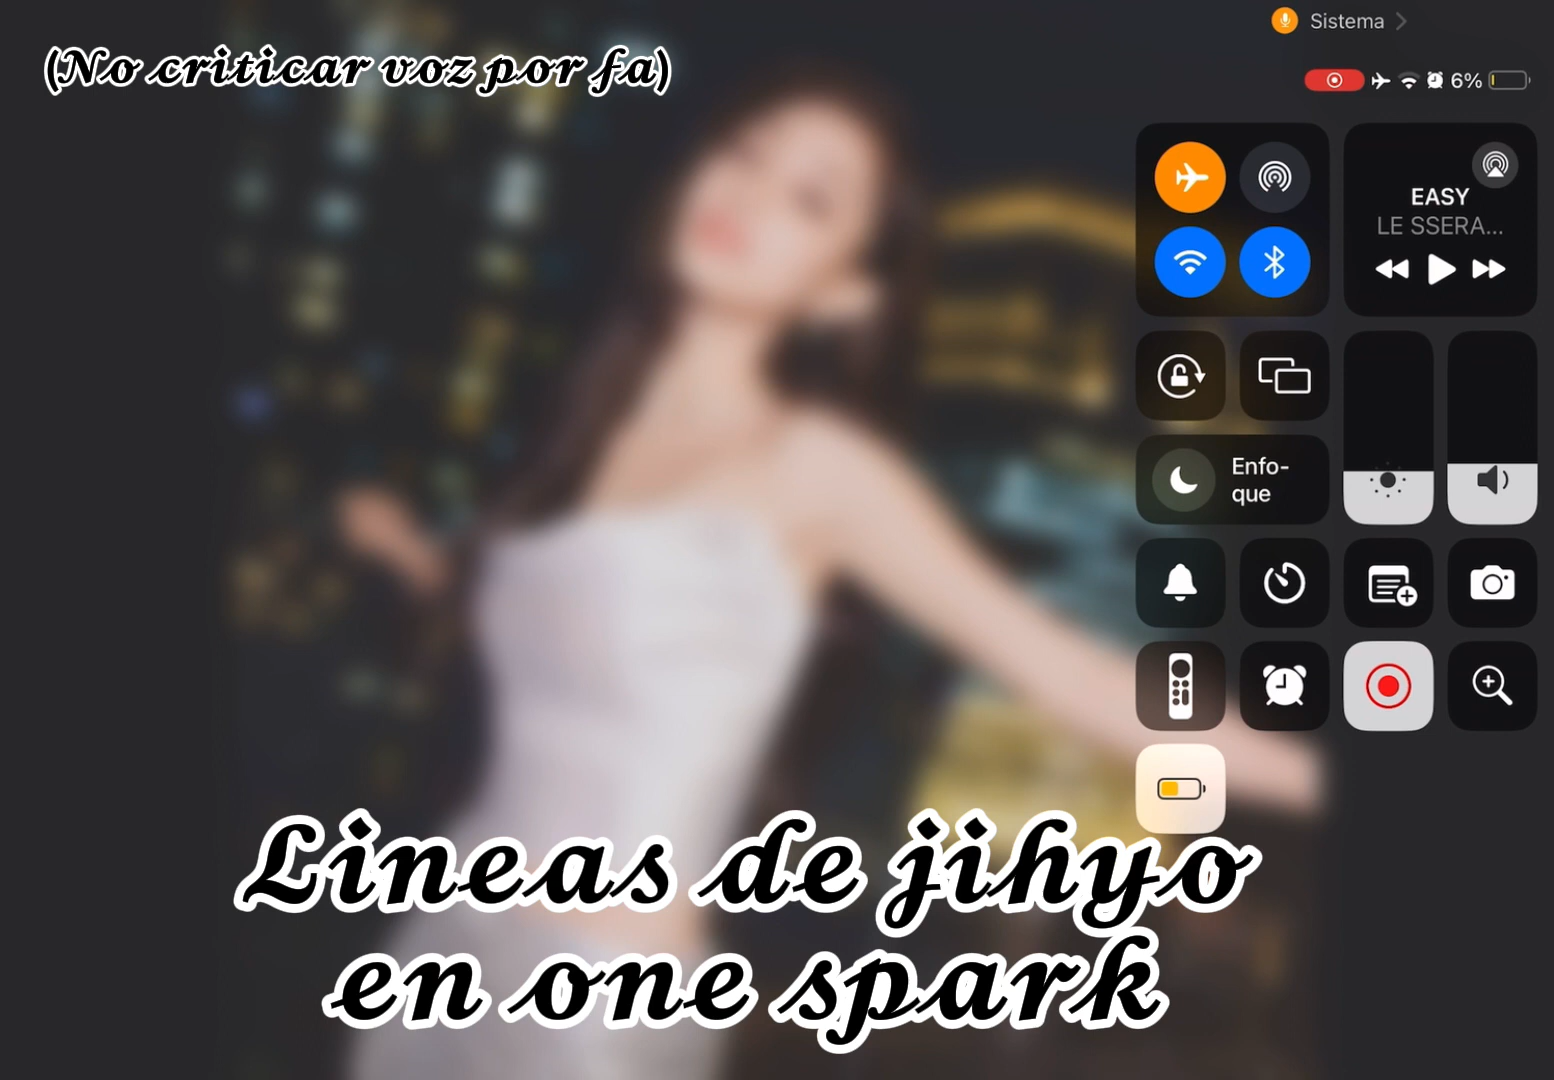 Sistema
(No criticar voz por fa)
6%
EASY
LE SSERA...
Enfo-
que
Lineas de jihyo
en one spark